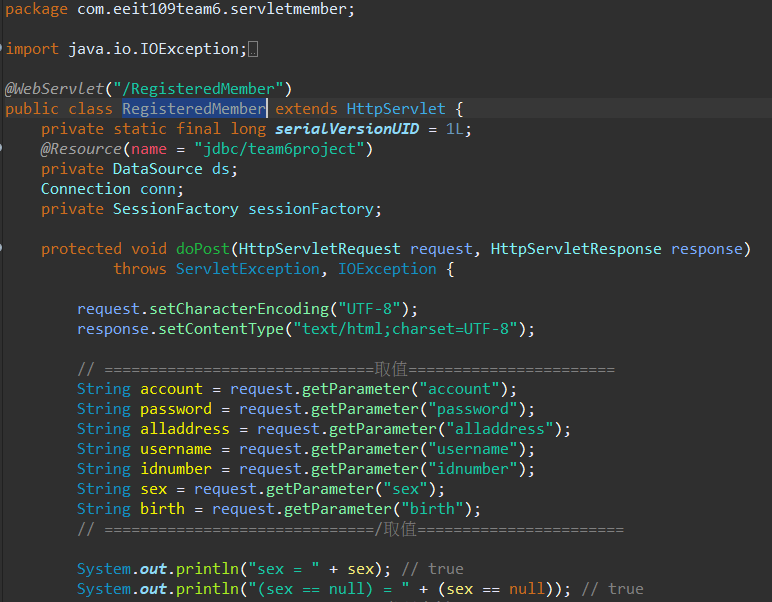 package com.eeit109team6.servletmember;
import java.io.IOException;
@WebServlet("/RegisteredMember")
public class RegisteredMember extends HttpServlet {
private static final long serialVersionUID = 1L;
@Resource(name = "jdbc/team6project")
private DataSource ds;
Connection conn;
private SessionFactory sessionFactory;
protected void doPost(HttpServletRequest request, HttpServletResponse response)
throws ServletException, IOException {
request.setCharacterEncoding("UTF-8");
response.setContentType("text/html;charset=UTF-8");
// ==============================取值=======================
String account = request.getParameter("account");
String password = request.getParameter("password");
String alladdress = request.getParameter("alladdress");
String username = request.getParameter("username");
String idnumber = request.getParameter("idnumber");
String sex = request.getParameter("sex");
String birth = request.getParameter("birth");
// ==============================/取值=======================
System.out.println("sex = " + sex); // true
System.out.println("(sex == null) = " + (sex == null)); // true